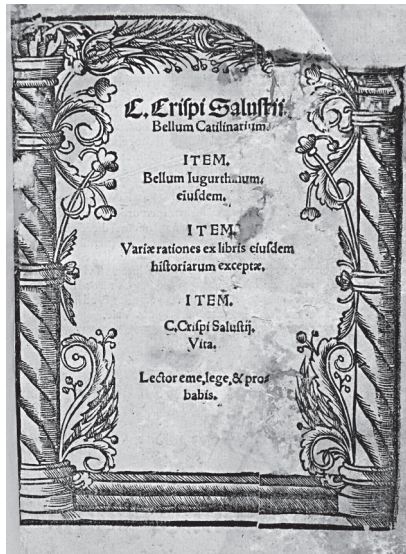 C. Crispi Salustii
Bellum Catilinarium.
ITEM.
Bellum Iugurthinum,
eiusdem.
ITEM.
Variæ rationes ex libris eiusdem
historiarum exceptæ.
ITEM.
C. Crispi Salustij.
Vita.
Lector eme, lege, & pro⸗
babis.